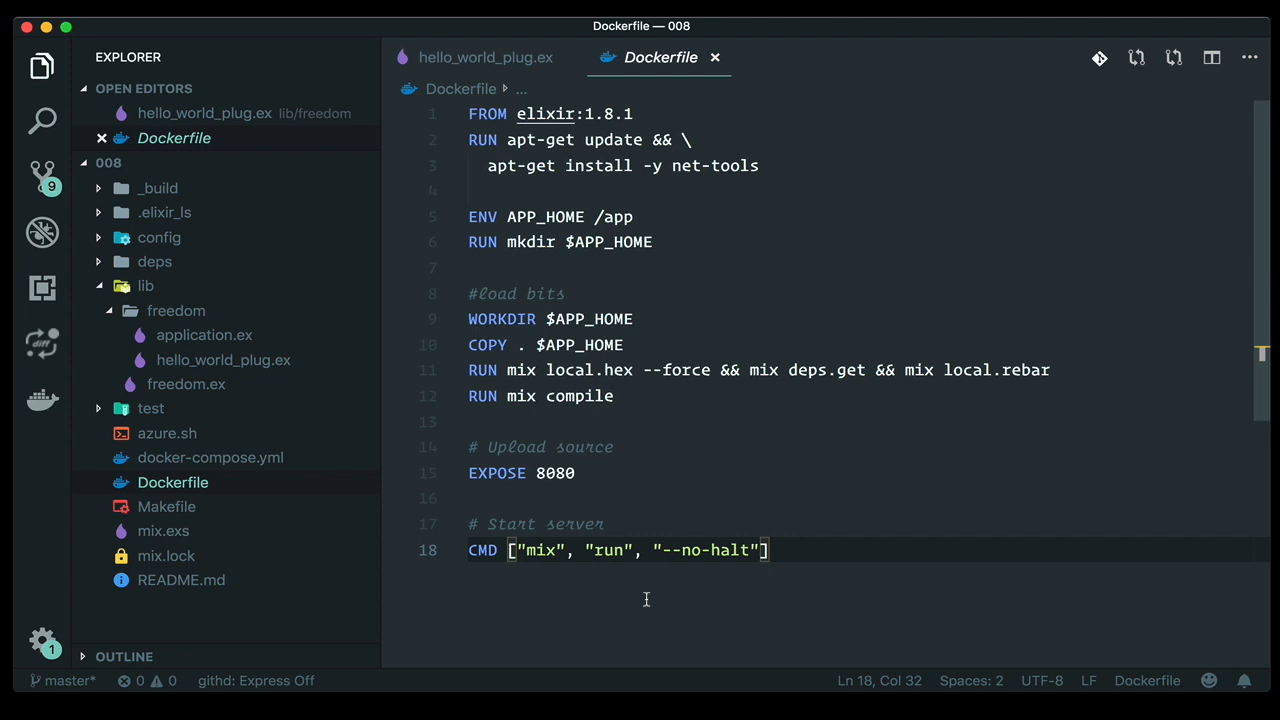 Dockerfile — 008
EXPLORER
OPEN EDITORS
hello_world_plug.ex lib/freedom
Dockerfile
008
_build
.elixir_ls
config
deps
lib
freedom
application.ex
hello_world_plug.ex
freedom.ex
test
azure.sh
docker-compose.yml
Dockerfile
Makefile
mix.exs
mix.lock
README.md
OUTLINE
9
diff
1
hello_world_plug.ex
Dockerfile
Dockerfile ...
1 FROM elixir:1.8.1
2 RUN apt-get update && \
3 apt-get install -y net-tools
4
5 ENV APP_HOME /app
6 RUN mkdir $APP_HOME
7
8 #load bits
9 WORKDIR $APP_HOME
10 COPY . $APP_HOME
11 RUN mix local.hex --force && mix deps.get && mix local.rebar
12 RUN mix compile
13
14 # Upload source
15 EXPOSE 8080
16
17 # Start server
18 CMD ["mix", "run", "--no-halt"]
master* 0 0 githd: Express Off Ln 18, Col 32 Spaces: 2 UTF-8 LF Dockerfile